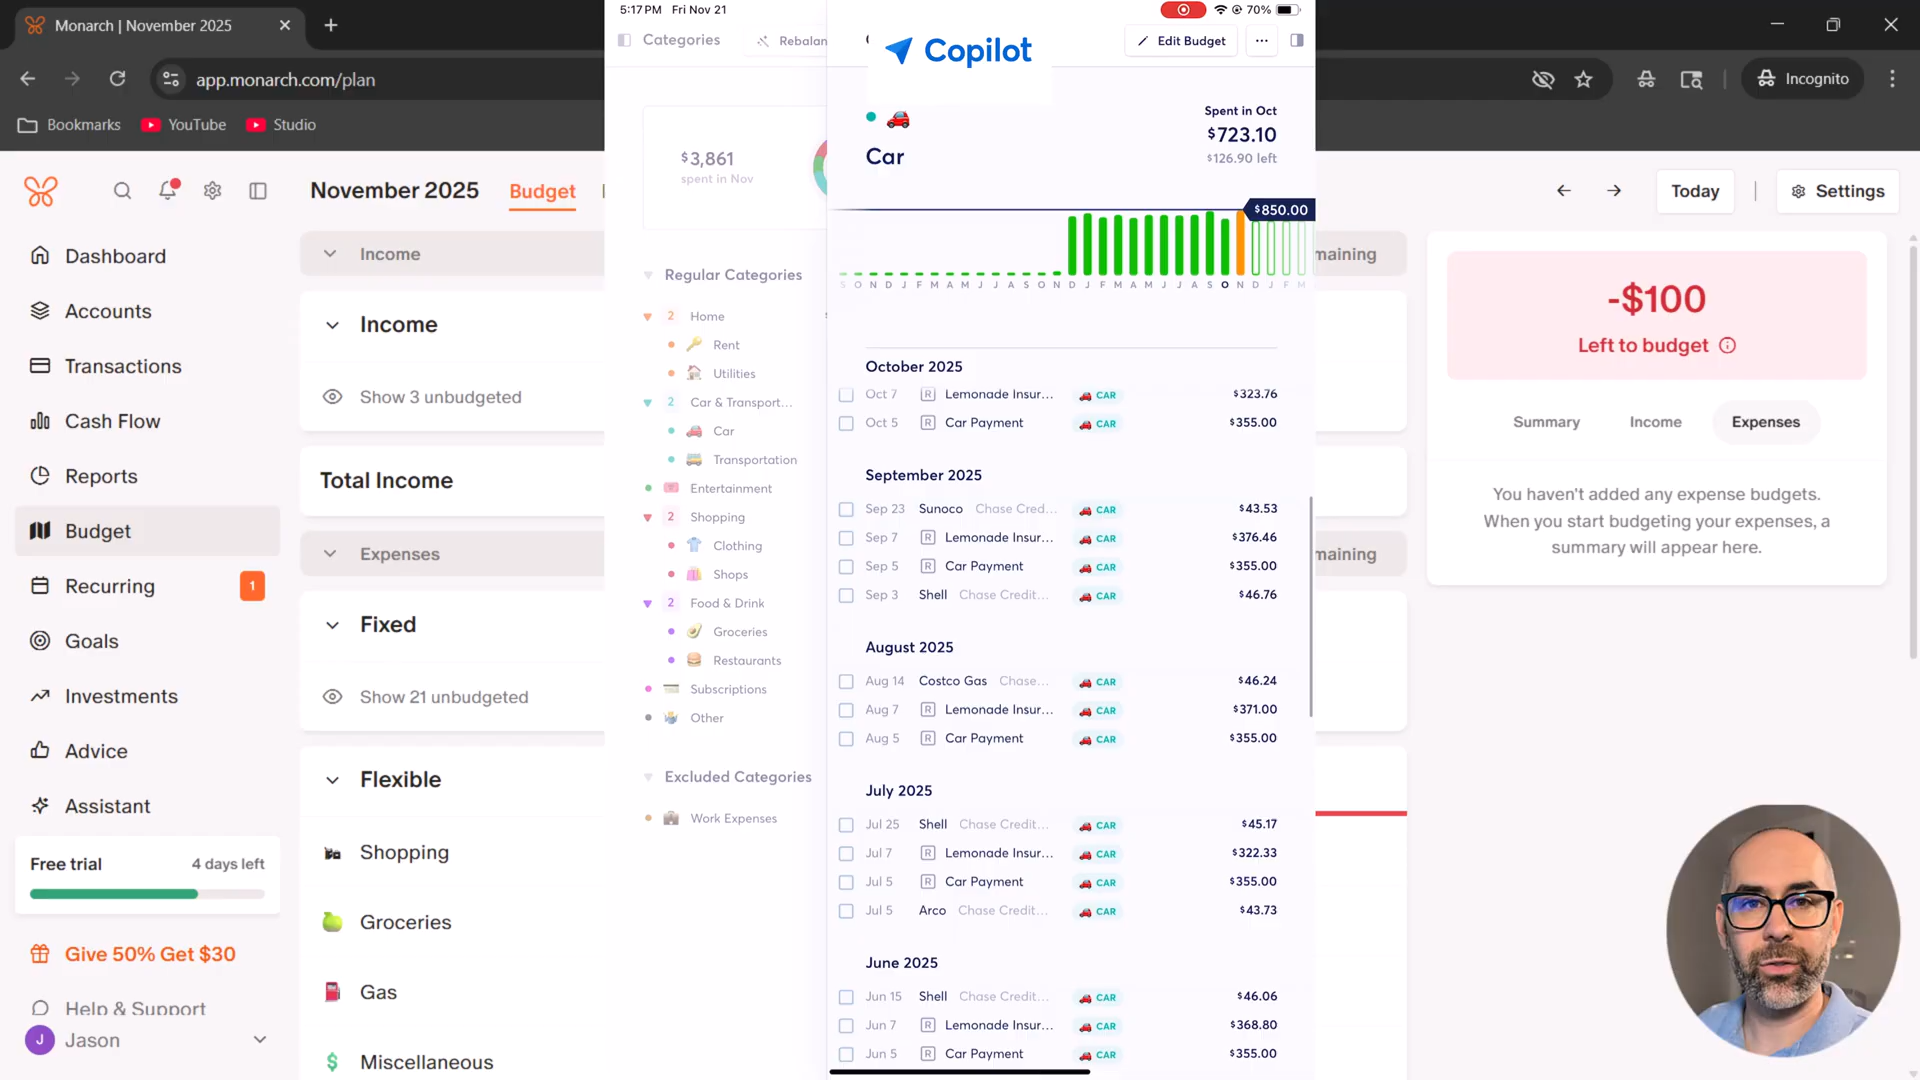 Monarch | November 2025
app.monarch.com/plan
Incognito
Bookmarks
YouTube
Studio
November 2025
Budget
Today
Settings
Dashboard
Accounts
Transactions
Cash Flow
Reports
Budget
Recurring
1
Goals
Investments
Advice
Assistant
Free trial
4 days left
Give 50% Get $30
Help & Support
J
Jason
Income
Income
Show 3 unbudgeted
Total Income
Expenses
Fixed
Show 21 unbudgeted
Flexible
Shopping
Groceries
Gas
$ Miscellaneous
5:17 PM Fri Nov 21
70%
Categories
$3,861
spent in Nov
Regular Categories
2 Home
Rent
Utilities
2 Car & Transport...
Car
Transportation
Entertainment
2 Shopping
Clothing
Shops
2 Food & Drink
Groceries
Restaurants
Subscriptions
Other
Excluded Categories
Work Expenses
Copilot
Edit Budget
Car
Spent in Oct
$723.10
$126.90 left
$850.00
S O N D J F M A M J J A S O N D J F M A M J J A S O N D J F M
October 2025
Oct 7 R Lemonade Insur... CAR $323.76
Oct 5 R Car Payment CAR $355.00
September 2025
Sep 23 Sunoco Chase Cred... CAR $43.53
Sep 7 R Lemonade Insur... CAR $376.46
Sep 5 R Car Payment CAR $355.00
Sep 3 Shell Chase Credit... CAR $46.76
August 2025
Aug 14 Costco Gas Chase... CAR $46.24
Aug 7 R Lemonade Insur... CAR $371.00
Aug 5 R Car Payment CAR $355.00
July 2025
Jul 25 Shell Chase Credit... CAR $45.17
Jul 7 R Lemonade Insur... CAR $322.33
Jul 5 R Car Payment CAR $355.00
Jul 5 Arco Chase Credit... CAR $43.73
June 2025
Jun 15 Shell Chase Credit... CAR $46.06
Jun 7 R Lemonade Insur... CAR $368.80
Jun 5 R Car Payment CAR $355.00
-$100
Left to budget
Summary
Income
Expenses
You haven't added any expense budgets.
When you start budgeting your expenses, a
summary will appear here.